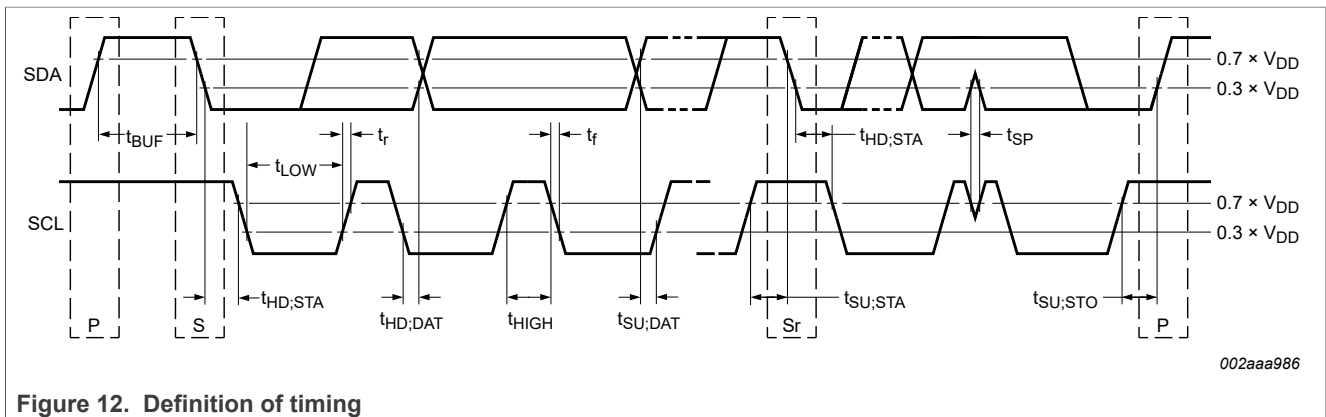 SDA
0.7 × VDD
0.3 × VDD
tBUF
tr
tf
tHD;STA
tSP
tLOW
SCL
0.7 × VDD
0.3 × VDD
tHD;STA
tHD;DAT
tHIGH
tSU;DAT
tSU;STA
tSU;STO
P
S
Sr
P
002aaa986
Figure 12. Definition of timing